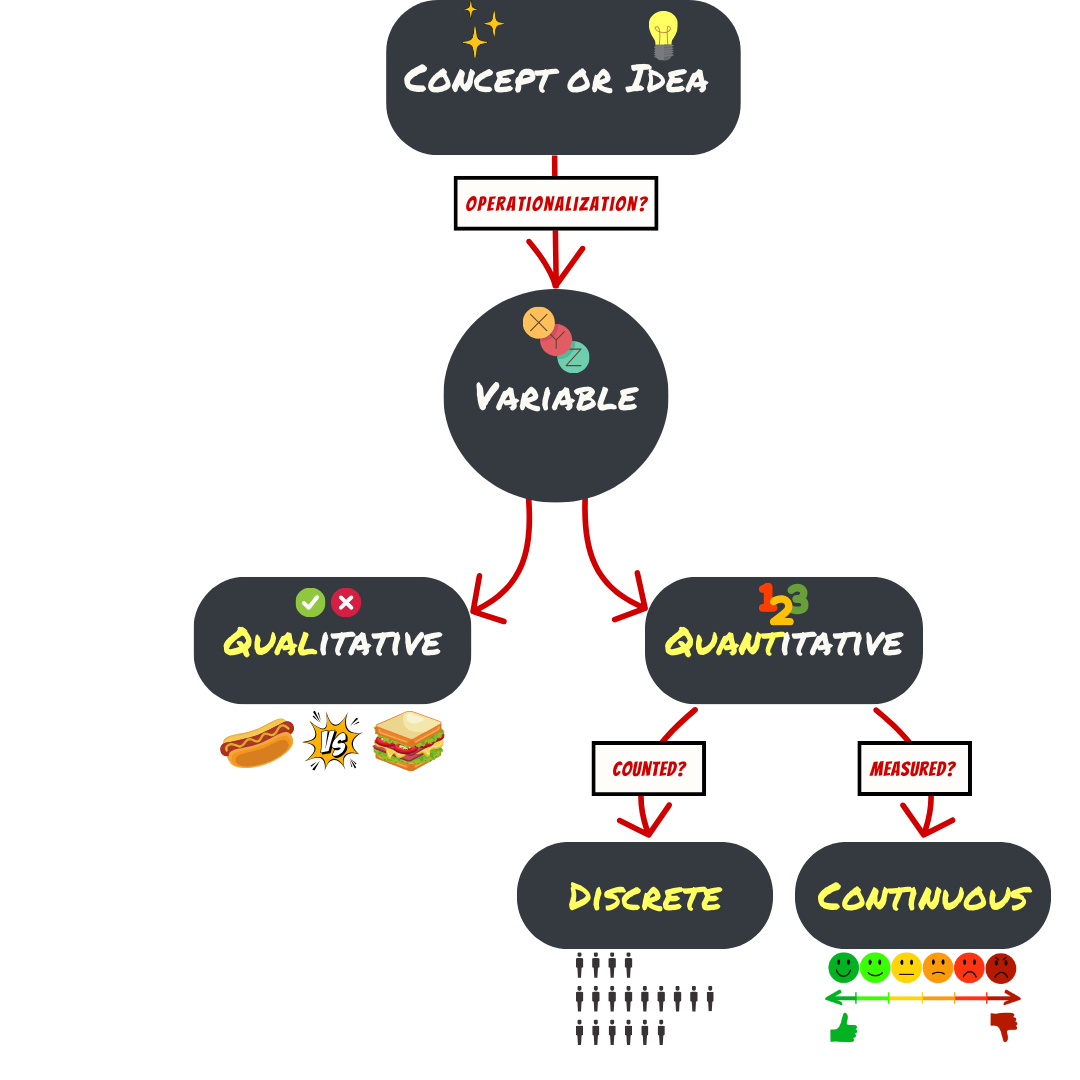 Concept or Idea
Operationalization?
X
Y
Z
Variable
Qualitative
123
Quantitative
VS
Counted?
Measured?
Discrete
Continuous